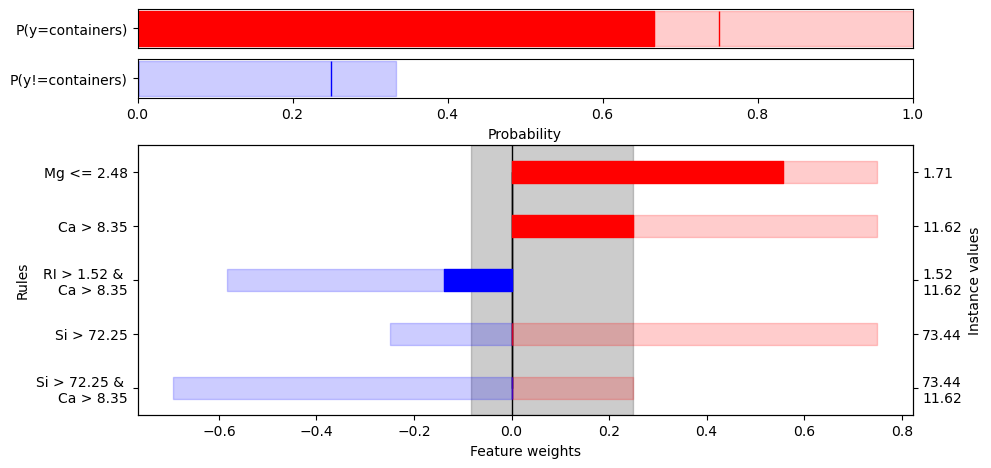 P(y=containers)
P(y!=containers)
0.0 0.2 0.4 0.6 0.8 1.0
Probability
Rules
Mg <= 2.48
1.71
Ca > 8.35
11.62
RI > 1.52 &
Ca > 8.35
1.52
11.62
Si > 72.25
73.44
Si > 72.25 &
Ca > 8.35
73.44
11.62
Instance values
−0.6 −0.4 −0.2 0.0 0.2 0.4 0.6 0.8
Feature weights